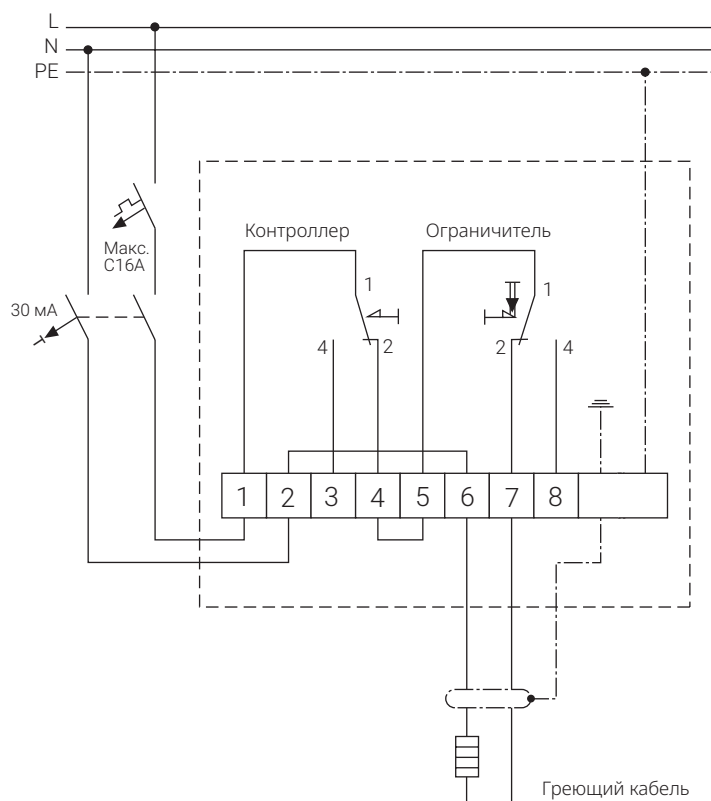 L
N
PE
Контроллер
Ограничитель
Макс.
C16A
30 мА
1
1
4
2
2
4
1 2 3 4 5 6 7 8
Греющий кабель